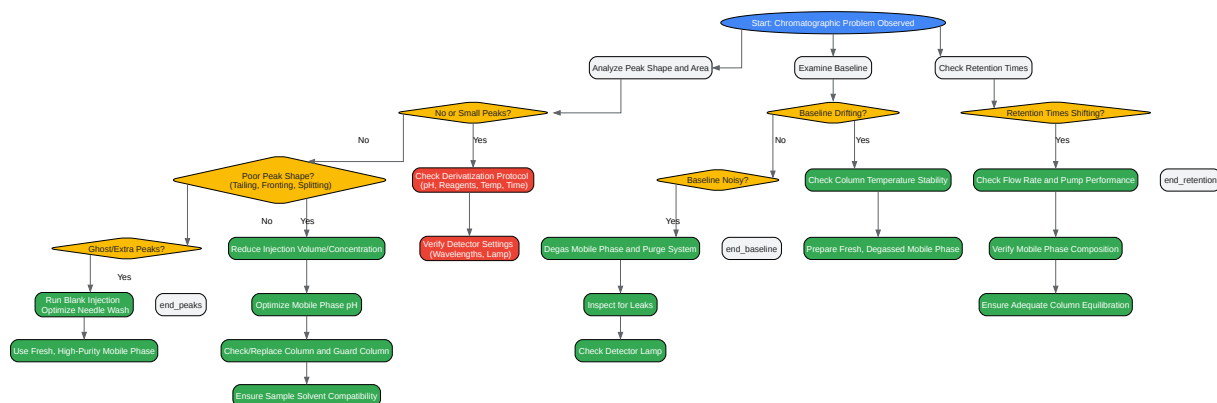 Start: Chromatographic Problem Observed
Analyze Peak Shape and Area
Examine Baseline
Check Retention Times
No or Small Peaks?
Baseline Drifting?
Retention Times Shifting?
No
Yes
No
Yes
Yes
Poor Peak Shape?
(Tailing, Fronting, Splitting)
Check Derivatization Protocol
(pH, Reagents, Temp, Time)
Baseline Noisy?
Check Column Temperature Stability
Check Flow Rate and Pump Performance
end_retention
No
Yes
Yes
Ghost/Extra Peaks?
Reduce Injection Volume/Concentration
Verify Detector Settings
(Wavelengths, Lamp)
Degas Mobile Phase and Purge System
end_baseline
Prepare Fresh, Degassed Mobile Phase
Verify Mobile Phase Composition
Yes
Run Blank Injection
Optimize Needle Wash
end_peaks
Optimize Mobile Phase pH
Inspect for Leaks
Ensure Adequate Column Equilibration
Use Fresh, High-Purity Mobile Phase
Check/Replace Column and Guard Column
Check Detector Lamp
Ensure Sample Solvent Compatibility